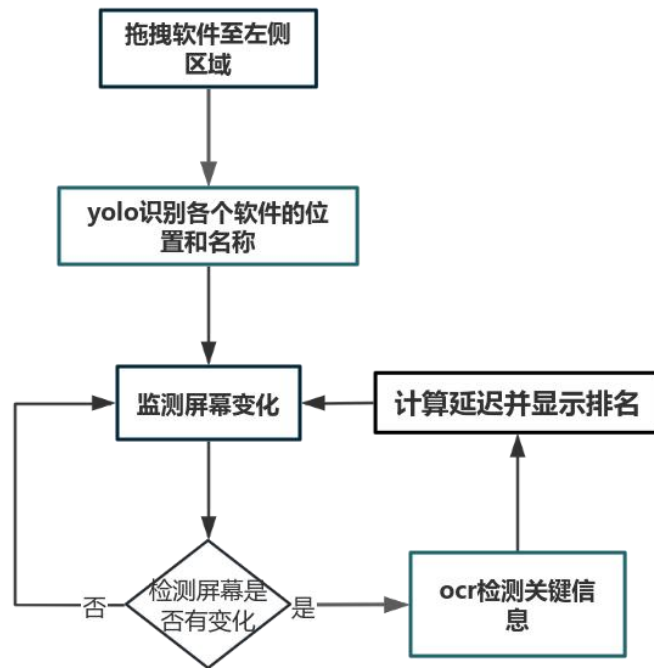 拖拽软件至左侧
区域
yolo识别各个软件的位
置和名称
监测屏幕变化
计算延迟并显示排名
检测屏幕是
否有变化
否
是
ocr检测关键信
息